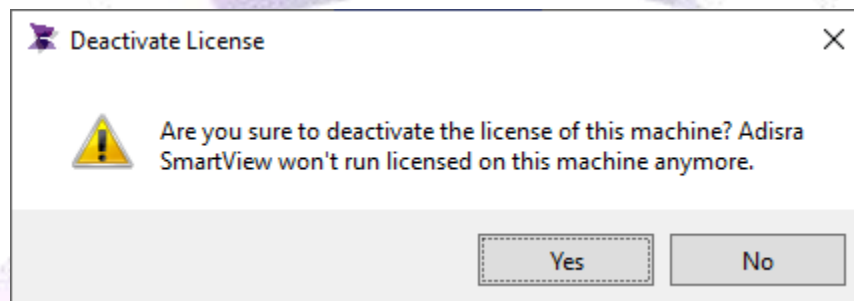 Deactivate License
Are you sure to deactivate the license of this machine? Adisra
SmartView won't run licensed on this machine anymore.
Yes No